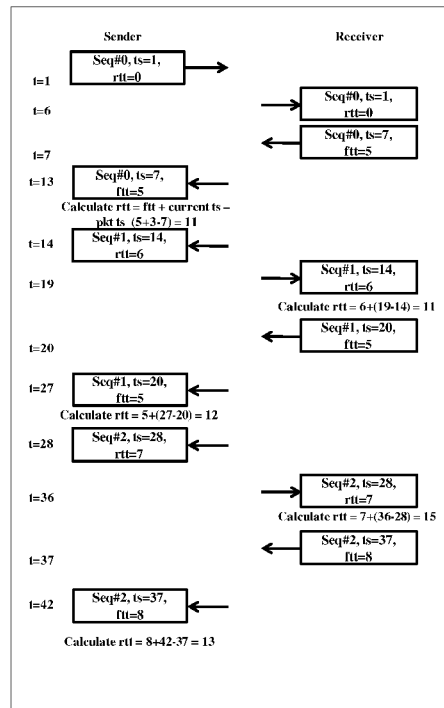 Sender Receiver
Seq#0, ts=1,
rtt=0
t=1
t=6
Seq#0, ts=1,
rtt=0
Seq#0, ts=7,
ftt=5
t=7
t=13
Seq#0, ts=7,
ftt=5
Calculate rtt = ftt + current ts –
pkt ts (5+3-7) = 11
t=14
Seq#1, ts=14,
rtt=6
t=19
Seq#1, ts=14,
rtt=6
Calculate rtt = 6+(19-14) = 11
Seq#1, ts=20,
ftt=5
t=20
t=27
Seq#1, ts=20,
ftt=5
Calculate rtt = 5+(27-20) = 12
t=28
Seq#2, ts=28,
rtt=7
t=36
Seq#2, ts=28,
rtt=7
Calculate rtt = 7+(36-28) = 15
Seq#2, ts=37,
ftt=8
t=37
t=42
Seq#2, ts=37,
ftt=8
Calculate rtt = 8+42-37 = 13